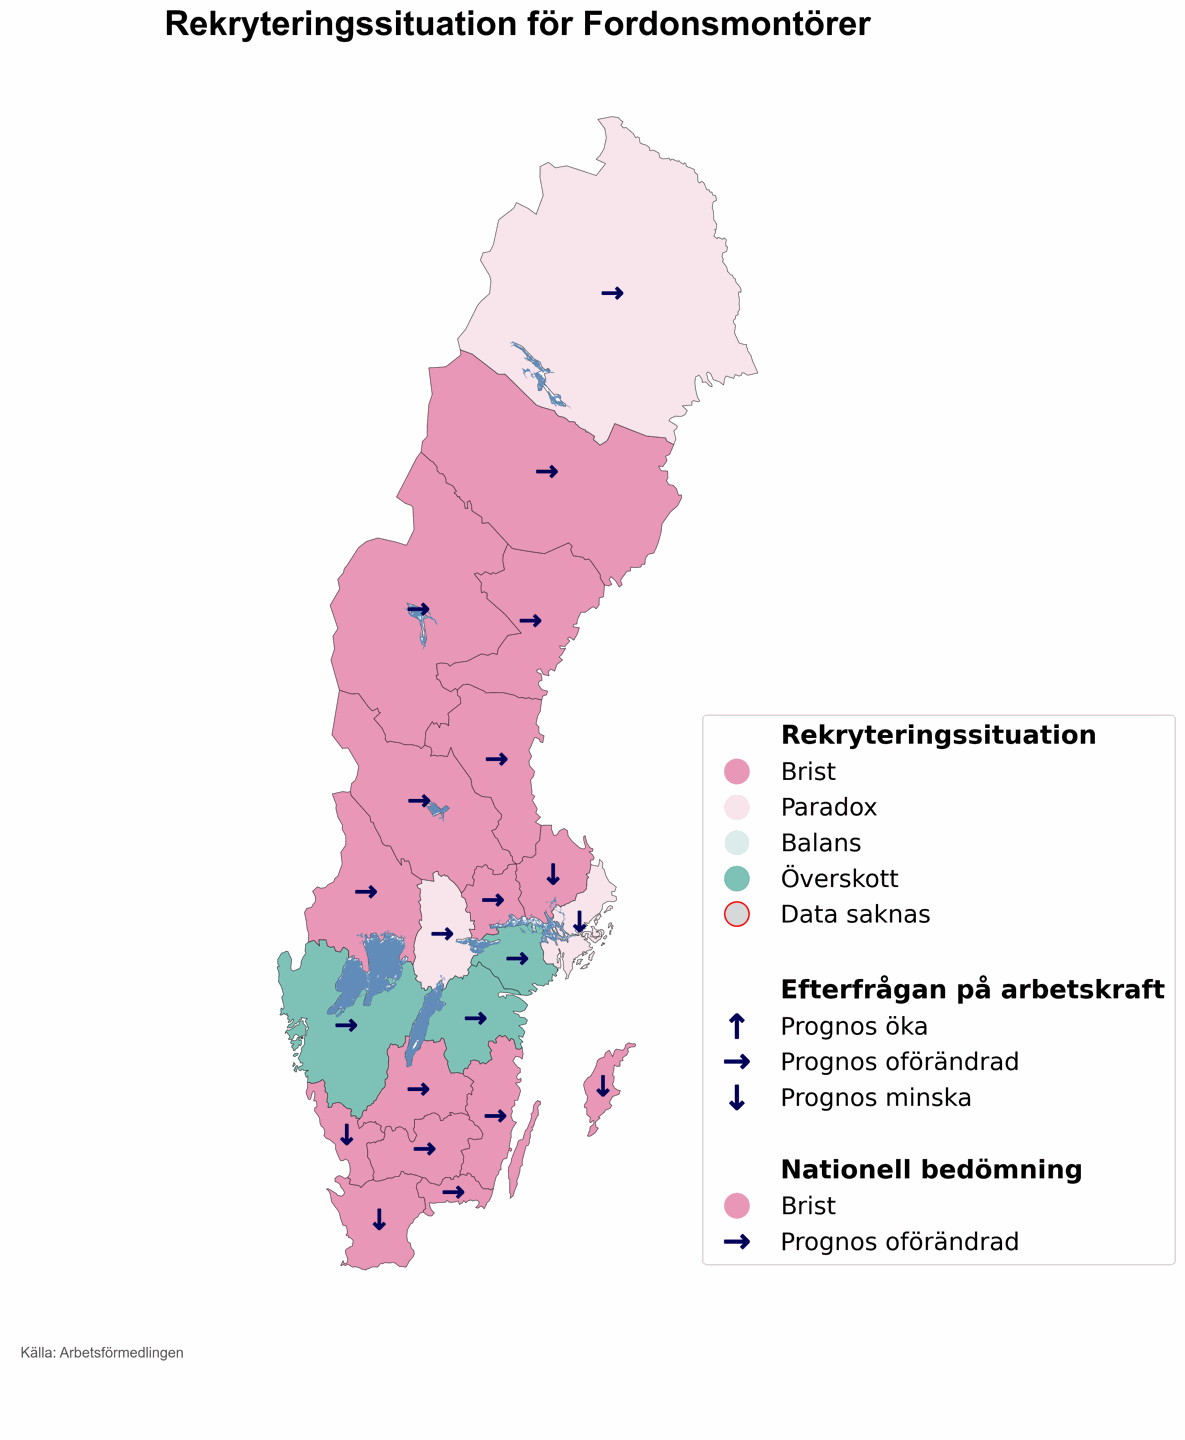 Rekryteringssituation för Fordonsmontörer
Rekryteringssituation
Brist
Paradox
Balans
Överskott
Data saknas
Efterfrågan på arbetskraft
Prognos öka
Prognos oförändrad
Prognos minska
Nationell bedömning
Brist
Prognos oförändrad
Källa: Arbetsförmedlingen